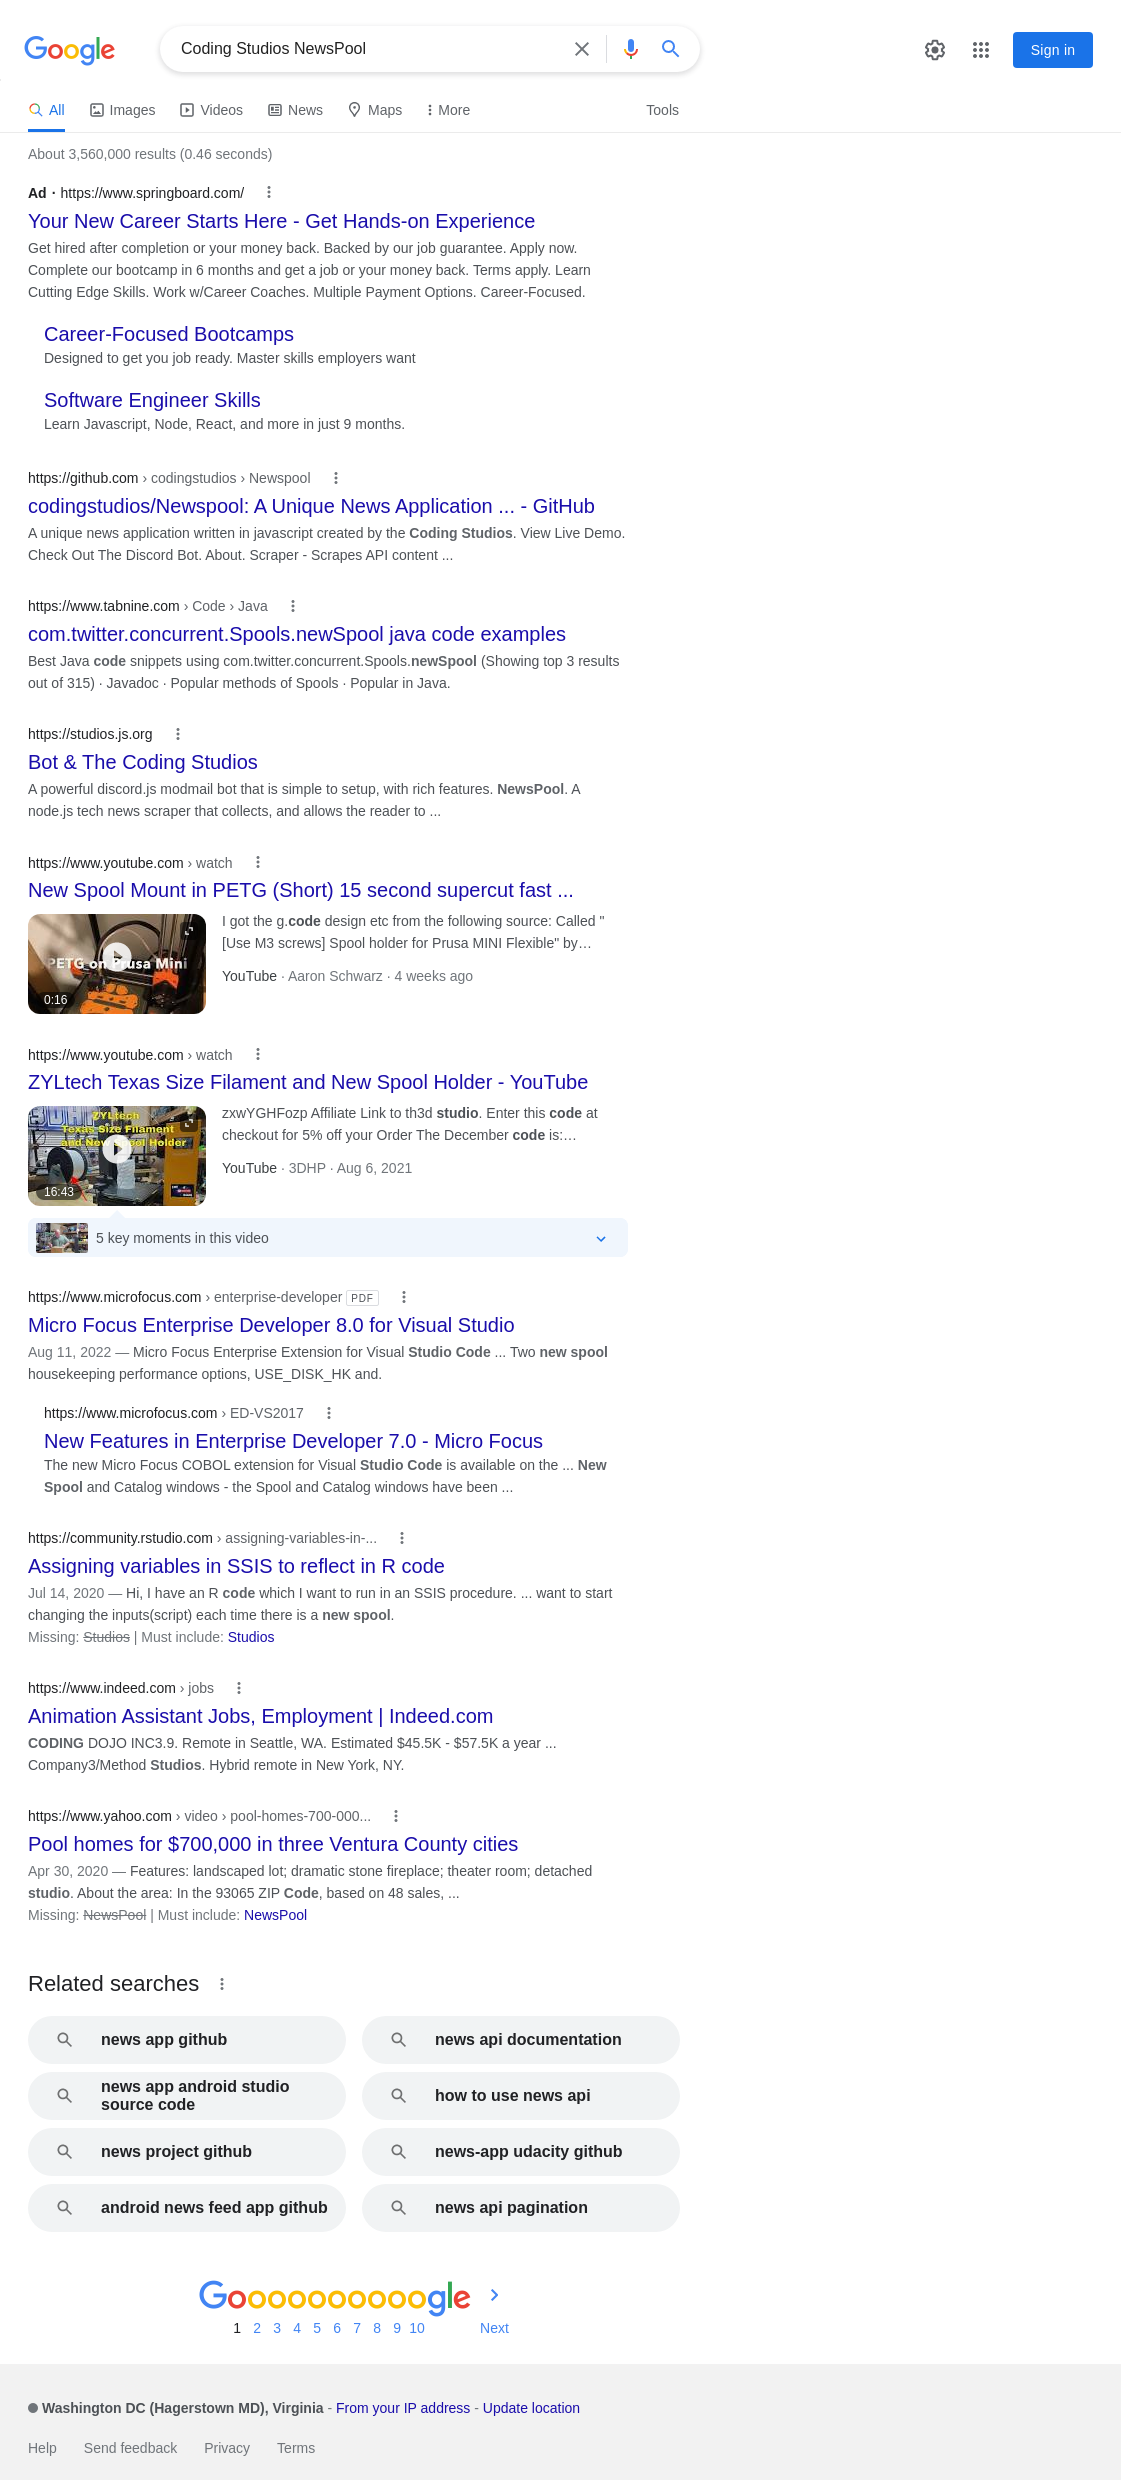 Google
Coding Studios NewsPool
Sign in
All
Images
Videos
News
Maps
More
Tools
About 3,560,000 results (0.46 seconds)
Ad · https://www.springboard.com/
Your New Career Starts Here - Get Hands-on Experience
Get hired after completion or your money back. Backed by our job guarantee. Apply now.
Complete our bootcamp in 6 months and get a job or your money back. Terms apply. Learn
Cutting Edge Skills. Work w/Career Coaches. Multiple Payment Options. Career-Focused.
Career-Focused Bootcamps
Designed to get you job ready. Master skills employers want
Software Engineer Skills
Learn Javascript, Node, React, and more in just 9 months.
https://github.com › codingstudios › Newspool
codingstudios/Newspool: A Unique News Application ... - GitHub
A unique news application written in javascript created by the Coding Studios. View Live Demo.
Check Out The Discord Bot. About. Scraper - Scrapes API content ...
https://www.tabnine.com › Code › Java
com.twitter.concurrent.Spools.newSpool java code examples
Best Java code snippets using com.twitter.concurrent.Spools.newSpool (Showing top 3 results
out of 315) · Javadoc · Popular methods of Spools · Popular in Java.
https://studios.js.org
Bot & The Coding Studios
A powerful discord.js modmail bot that is simple to setup, with rich features. NewsPool. A
node.js tech news scraper that collects, and allows the reader to ...
https://www.youtube.com › watch
New Spool Mount in PETG (Short) 15 second supercut fast ...
PETG on Prusa Mini
0:16
I got the g.code design etc from the following source: Called "
[Use M3 screws] Spool holder for Prusa MINI Flexible" by…
YouTube · Aaron Schwarz · 4 weeks ago
https://www.youtube.com › watch
ZYLtech Texas Size Filament and New Spool Holder - YouTube
ZYLtech
Texas Size Filament
and New Spool Holder
16:43
zxwYGHFozp Affiliate Link to th3d studio. Enter this code at
checkout for 5% off your Order The December code is:…
YouTube · 3DHP · Aug 6, 2021
5 key moments in this video
https://www.microfocus.com › enterprise-developer PDF
Micro Focus Enterprise Developer 8.0 for Visual Studio
Aug 11, 2022 — Micro Focus Enterprise Extension for Visual Studio Code ... Two new spool
housekeeping performance options, USE_DISK_HK and.
https://www.microfocus.com › ED-VS2017
New Features in Enterprise Developer 7.0 - Micro Focus
The new Micro Focus COBOL extension for Visual Studio Code is available on the ... New
Spool and Catalog windows - the Spool and Catalog windows have been ...
https://community.rstudio.com › assigning-variables-in-...
Assigning variables in SSIS to reflect in R code
Jul 14, 2020 — Hi, I have an R code which I want to run in an SSIS procedure. ... want to start
changing the inputs(script) each time there is a new spool.
Missing: Studios | Must include: Studios
https://www.indeed.com › jobs
Animation Assistant Jobs, Employment | Indeed.com
CODING DOJO INC3.9. Remote in Seattle, WA. Estimated $45.5K - $57.5K a year ...
Company3/Method Studios. Hybrid remote in New York, NY.
https://www.yahoo.com › video › pool-homes-700-000...
Pool homes for $700,000 in three Ventura County cities
Apr 30, 2020 — Features: landscaped lot; dramatic stone fireplace; theater room; detached
studio. About the area: In the 93065 ZIP Code, based on 48 sales, ...
Missing: NewsPool | Must include: NewsPool
Related searches
news app github
news api documentation
news app android studio
source code
how to use news api
news project github
news-app udacity github
android news feed app github
news api pagination
Goooooooooogle
1 2 3 4 5 6 7 8 9 10 Next
Washington DC (Hagerstown MD), Virginia - From your IP address - Update location
Help Send feedback Privacy Terms